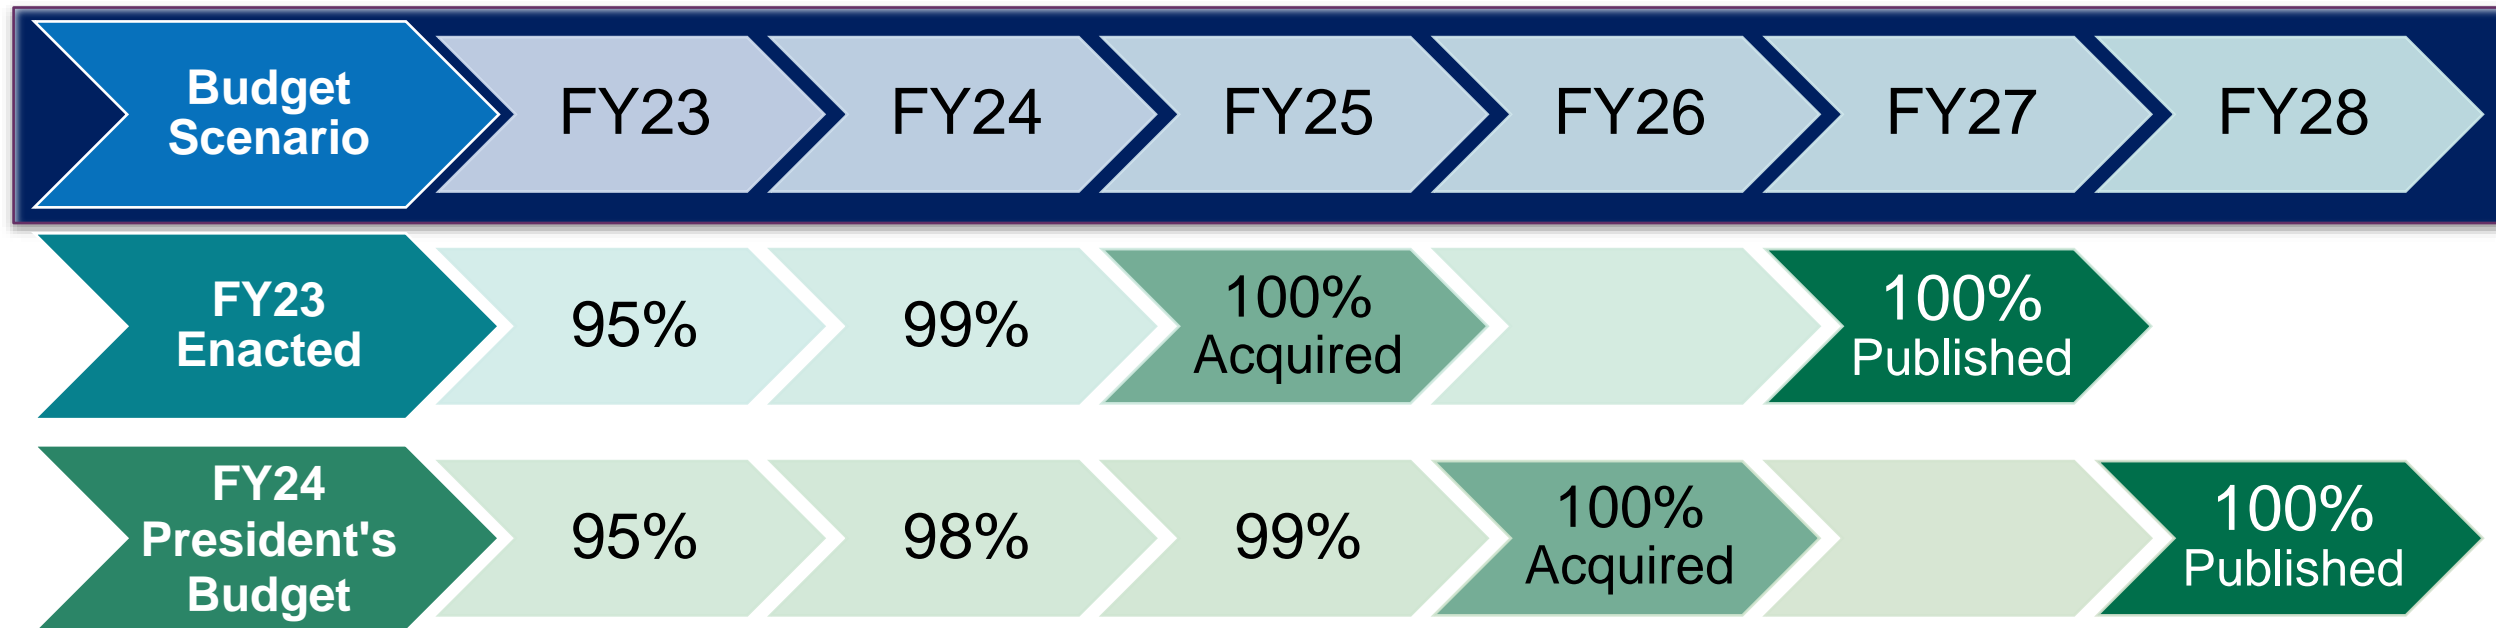 Budget
Scenario
FY23
FY24
FY25
FY26
FY27
FY28
FY23
Enacted
95%
99%
100%
Acquired
100%
Published
FY24
President's
Budget
95%
98%
99%
100%
Acquired
100%
Published